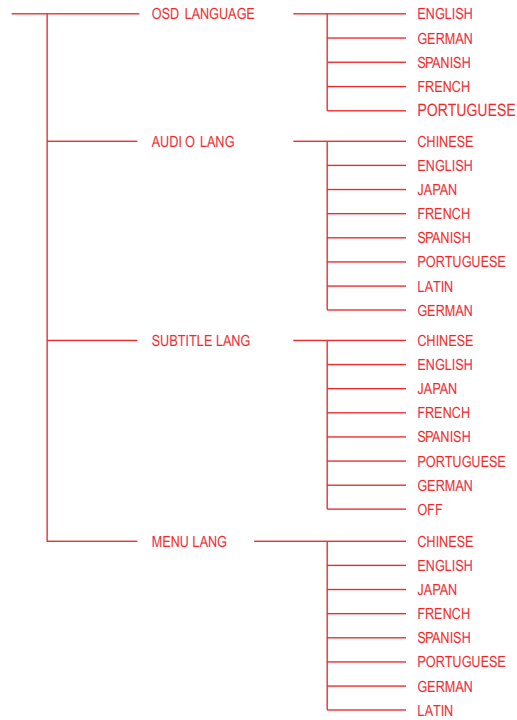 OSD LANGUAGE
ENGLISH
GERMAN
SPANISH
FRENCH
PORTUGUESE
AUDI O LANG
CHINESE
ENGLISH
JAPAN
FRENCH
SPANISH
PORTUGUESE
LATIN
GERMAN
SUBTITLE LANG
CHINESE
ENGLISH
JAPAN
FRENCH
SPANISH
PORTUGUESE
GERMAN
OFF
MENU LANG
CHINESE
ENGLISH
JAPAN
FRENCH
SPANISH
PORTUGUESE
GERMAN
LATIN